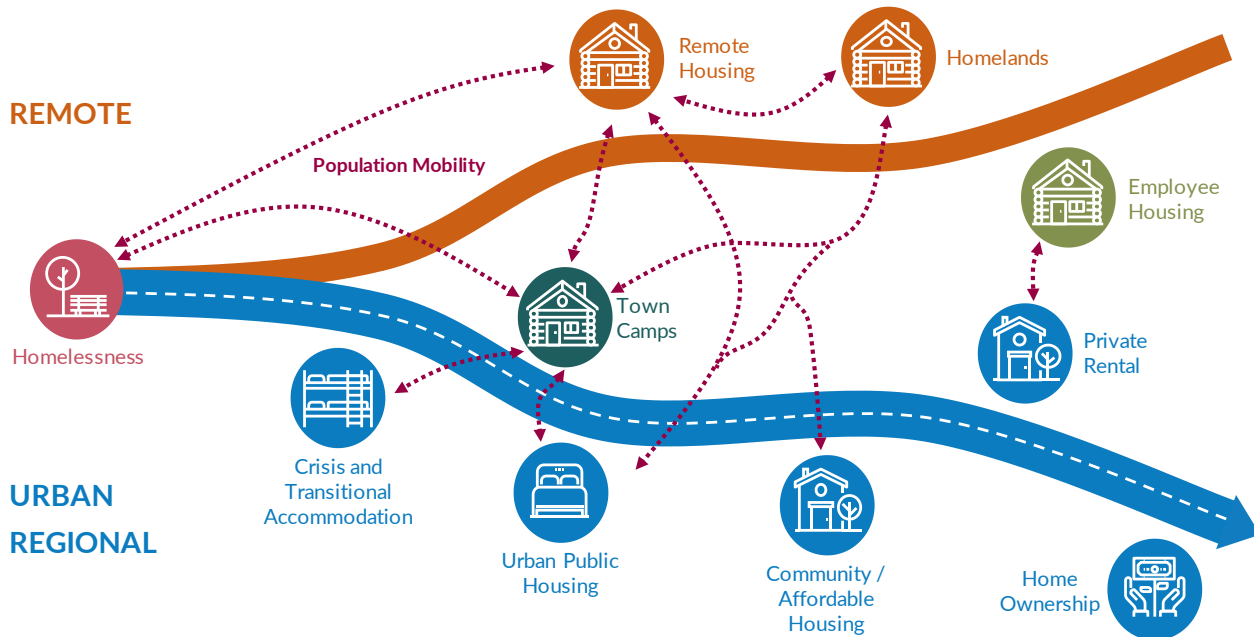 Remote
Housing
Homelands
REMOTE
Population Mobility
Employee
Housing
Homelessness
Town
Camps
Private
Rental
Crisis and
Transitional
Accommodation
URBAN
REGIONAL
Urban Public
Housing
Community /
Affordable
Housing
Home
Ownership